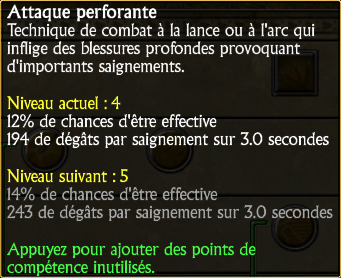 Attaque perforante
Technique de combat à la lance ou à l'arc qui
inflige des blessures profondes provoquant
d'importants saignements.
Niveau actuel : 4
12% de chances d'être effective
194 de dégâts par saignement sur 3.0 secondes
Niveau suivant : 5
14% de chances d'être effective
243 de dégâts par saignement sur 3.0 secondes
Appuyez pour ajouter des points de
compétence inutilisés.